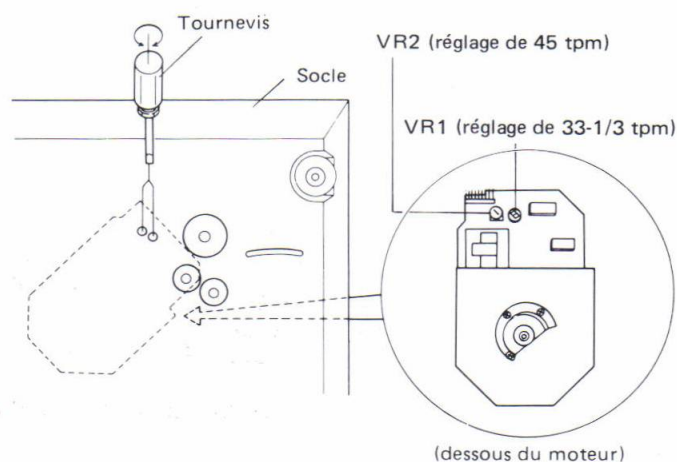 Tournevis
Socle
VR2 (réglage de 45 tpm)
VR1 (réglage de 33-1/3 tpm)
(dessous du moteur)